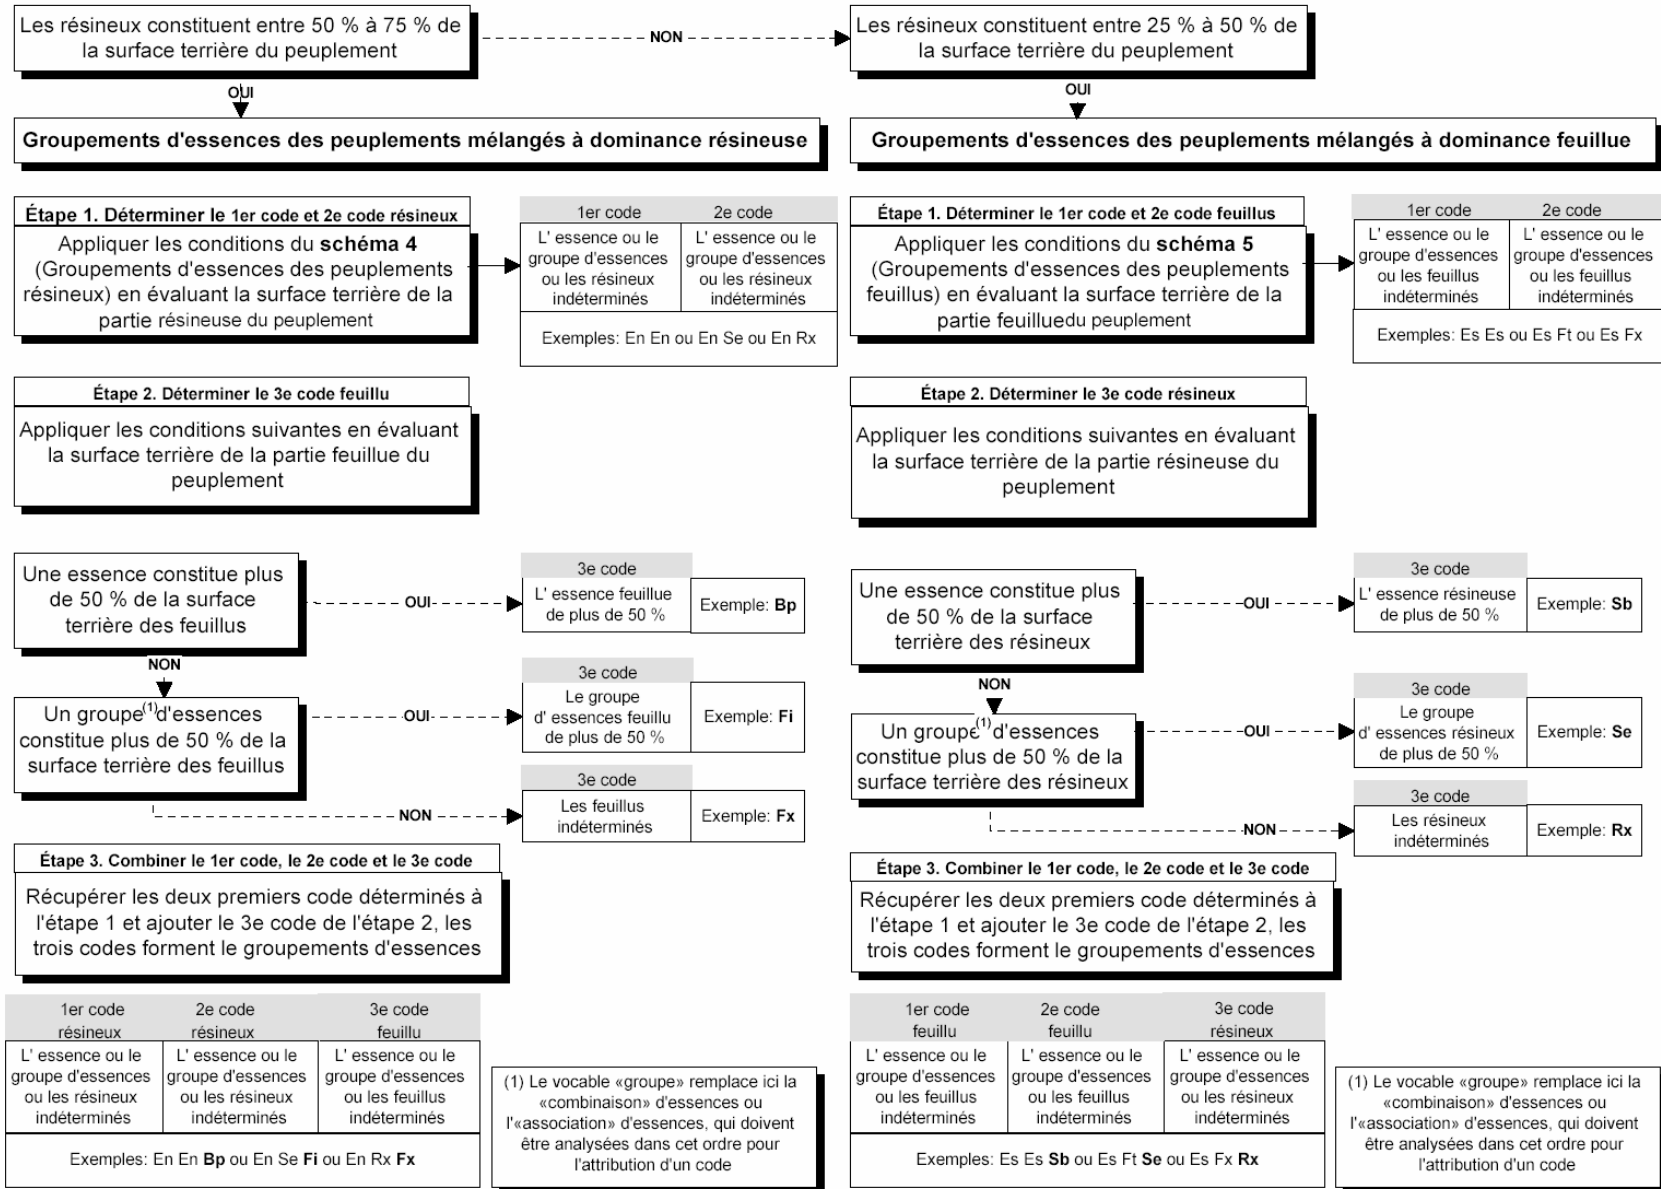 Les résineux constituent entre 50 % à 75 % de
la surface terrière du peuplement
NON
Les résineux constituent entre 25 % à 50 % de
la surface terrière du peuplement
OUI
OUI
Groupements d'essences des peuplements mélangés à dominance résineuse
Groupements d'essences des peuplements mélangés à dominance feuillue
Étape 1. Déterminer le 1er code et 2e code résineux
Appliquer les conditions du schéma 4
(Groupements d'essences des peuplements
résineux) en évaluant la surface terrière de la
partie résineuse du peuplement
1er code
2e code
L' essence ou le
groupe d'essences
ou les résineux
indéterminés
L' essence ou le
groupe d'essences
ou les résineux
indéterminés
Exemples: En En ou En Se ou En Rx
Étape 1. Déterminer le 1er code et 2e code feuillus
Appliquer les conditions du schéma 5
(Groupements d'essences des peuplements
feuillus) en évaluant la surface terrière de la
partie feuilluedu peuplement
1er code
2e code
L' essence ou le
groupe d'essences
ou les feuillus
indéterminés
L' essence ou le
groupe d'essences
ou les feuillus
indéterminés
Exemples: Es Es ou Es Ft ou Es Fx
Étape 2. Déterminer le 3e code feuillu
Appliquer les conditions suivantes en évaluant
la surface terrière de la partie feuillue du
peuplement
Étape 2. Déterminer le 3e code résineux
Appliquer les conditions suivantes en évaluant
la surface terrière de la partie résineuse du
peuplement
Une essence constitue plus
de 50 % de la surface
terrière des feuillus
OUI
3e code
L' essence feuillue
de plus de 50 %
Exemple: Bp
NON
Un groupe(1)d'essences
constitue plus de 50 % de la
surface terrière des feuillus
OUI
3e code
Le groupe
d' essences feuillu
de plus de 50 %
Exemple: Fi
NON
3e code
Les feuillus
indéterminés
Exemple: Fx
Une essence constitue plus
de 50 % de la surface
terrière des résineux
OUI
3e code
L' essence résineuse
de plus de 50 %
Exemple: Sb
NON
Un groupe(1)d'essences
constitue plus de 50 % de la
surface terrière des résineux
OUI
3e code
Le groupe
d' essences résineux
de plus de 50 %
Exemple: Se
NON
3e code
Les résineux
indéterminés
Exemple: Rx
Étape 3. Combiner le 1er code, le 2e code et le 3e code
Récupérer les deux premiers code déterminés à
l'étape 1 et ajouter le 3e code de l'étape 2, les
trois codes forment le groupements d'essences
Étape 3. Combiner le 1er code, le 2e code et le 3e code
Récupérer les deux premiers code déterminés à
l'étape 1 et ajouter le 3e code de l'étape 2, les
trois codes forment le groupements d'essences
1er code
résineux
2e code
résineux
3e code
feuillu
L' essence ou le
groupe d'essences
ou les résineux
indéterminés
L' essence ou le
groupe d'essences
ou les résineux
indéterminés
L' essence ou le
groupe d'essences
ou les feuillus
indéterminés
Exemples: En En Bp ou En Se Fi ou En Rx Fx
(1) Le vocable «groupe» remplace ici la
«combinaison» d'essences ou
l'«association» d'essences, qui doivent
être analysées dans cet ordre pour
l'attribution d'un code
1er code
feuillu
2e code
feuillu
3e code
résineux
L' essence ou le
groupe d'essences
ou les feuillus
indéterminés
L' essence ou le
groupe d'essences
ou les feuillus
indéterminés
L' essence ou le
groupe d'essences
ou les résineux
indéterminés
Exemples: Es Es Sb ou Es Ft Se ou Es Fx Rx
(1) Le vocable «groupe» remplace ici la
«combinaison» d'essences ou
l'«association» d'essences, qui doivent
être analysées dans cet ordre pour
l'attribution d'un code